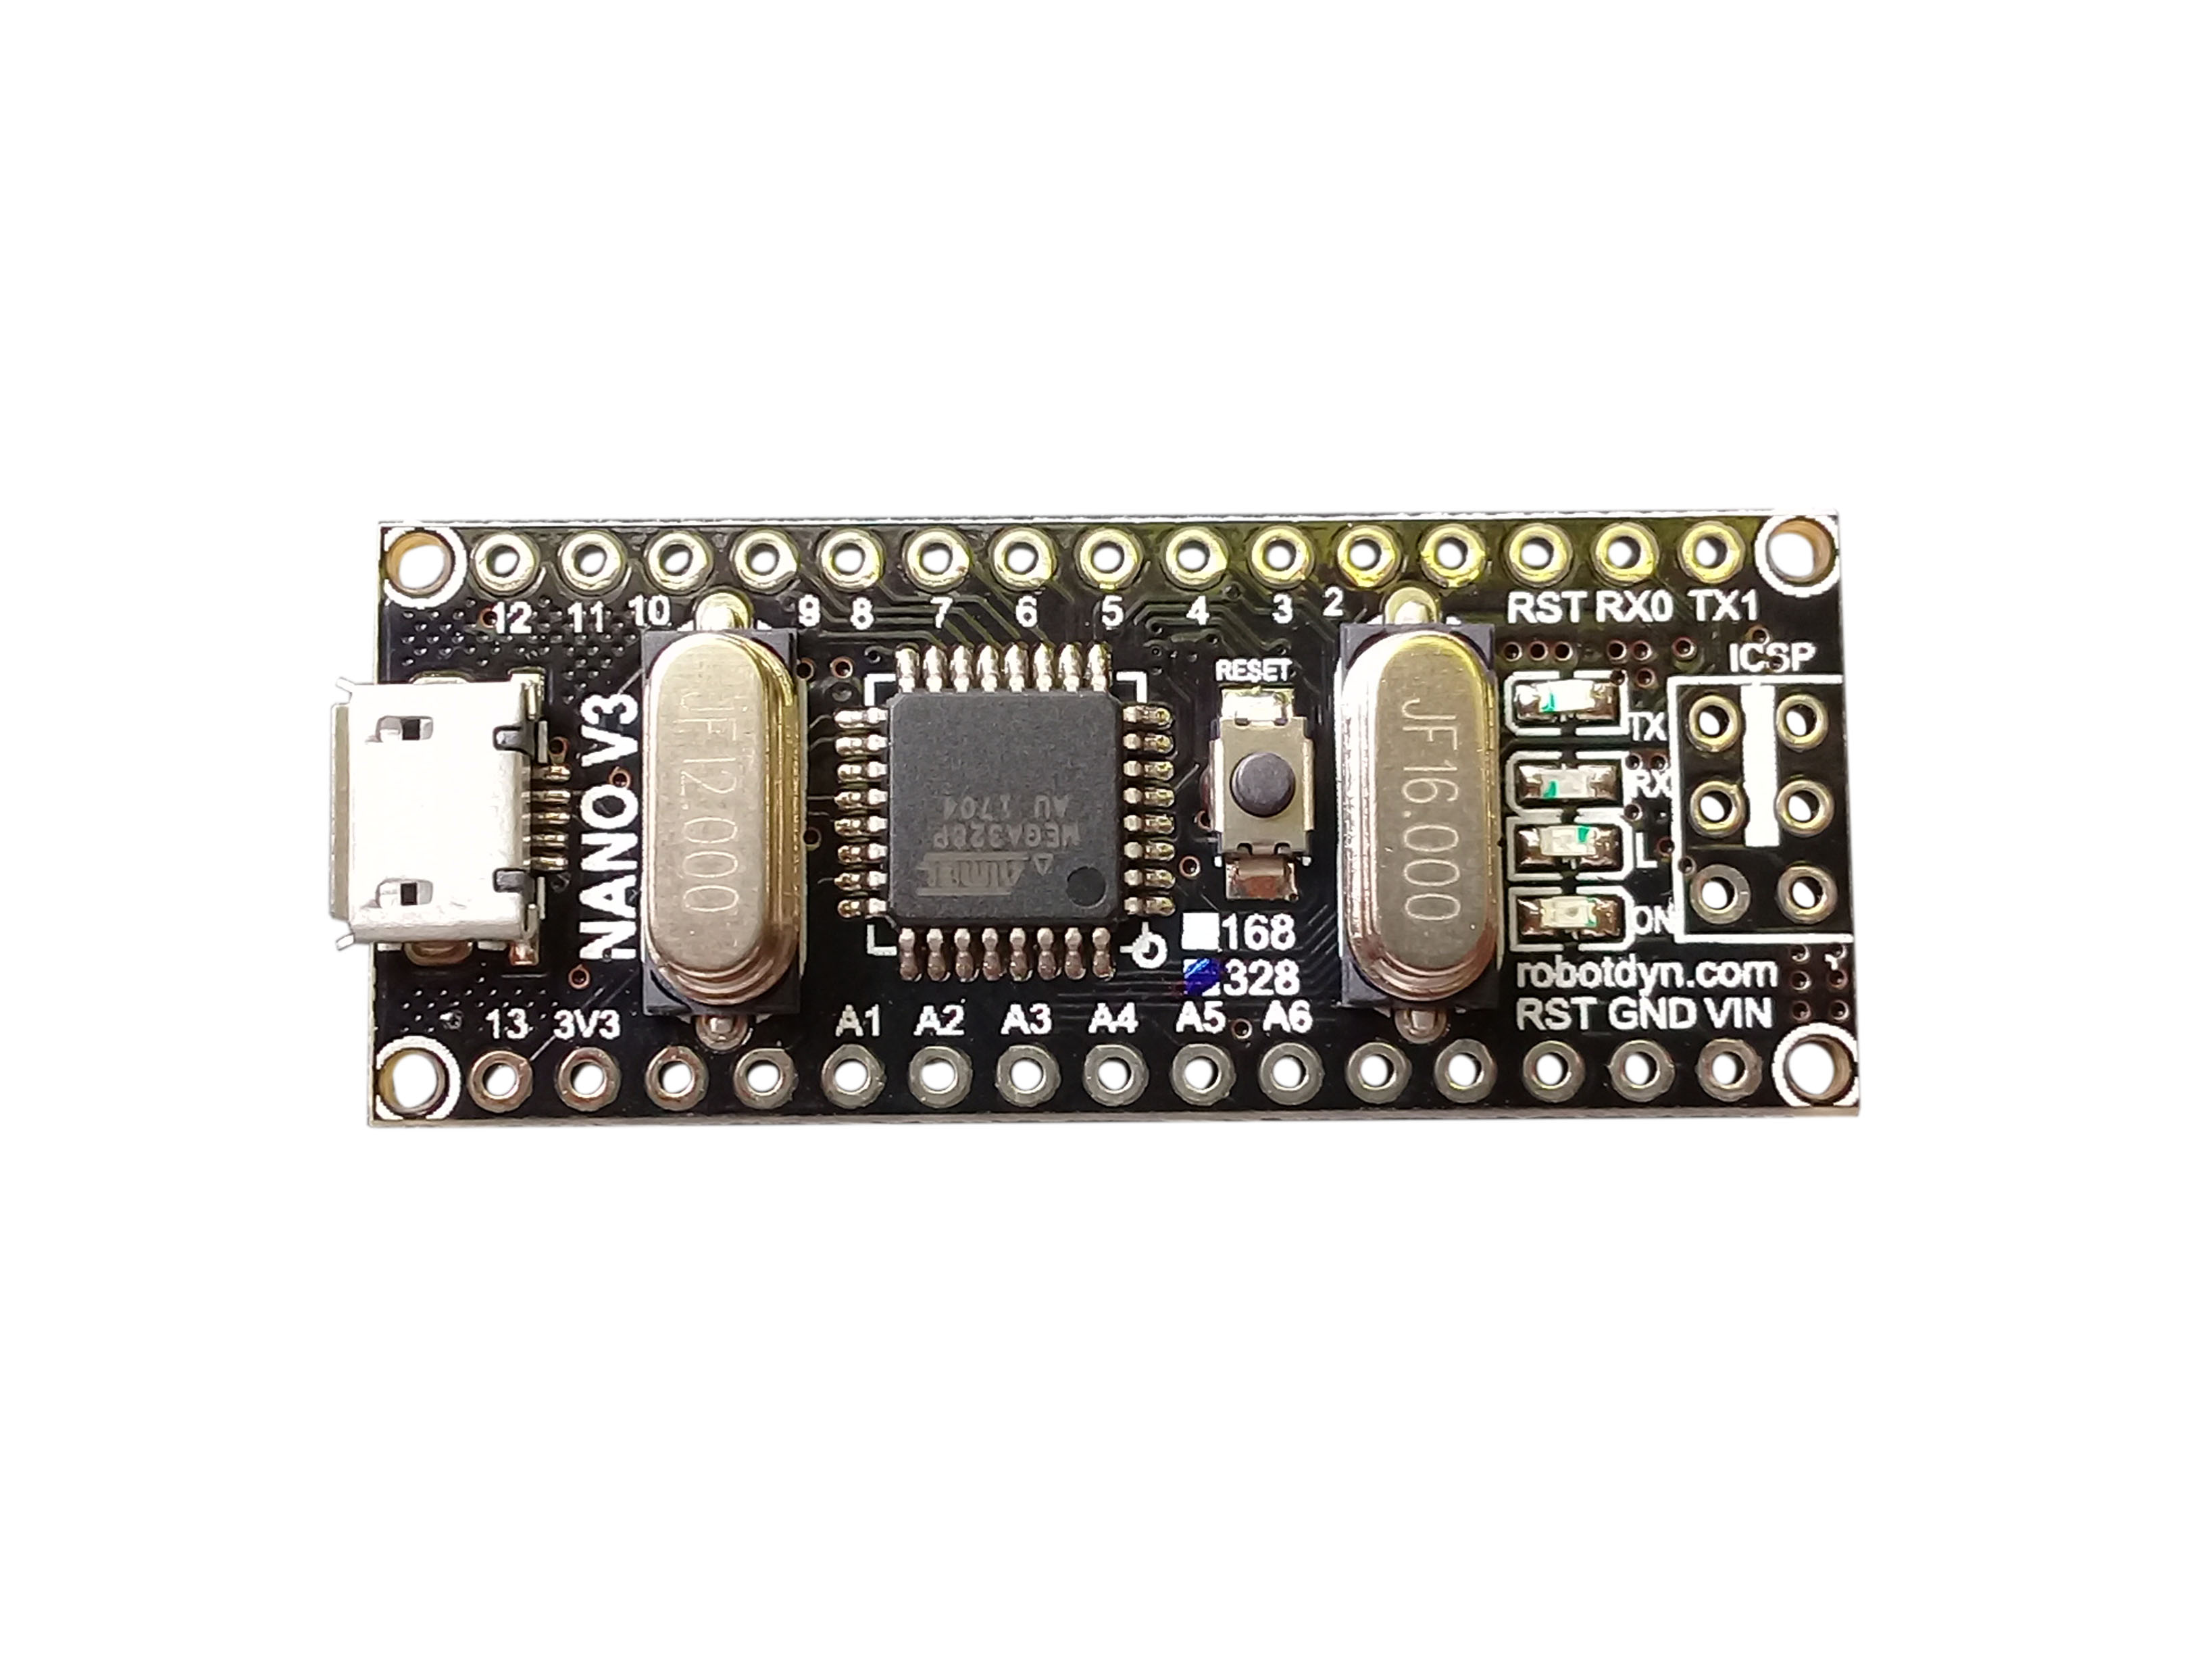 12 11 10 9 8 7 6 5 4 3 2 RST RX0 TX1
ICSP
RESET
NANO V3
JF12.000
Atmel
MEGA328P
AU 1704
JF16.000
TX
RX
L
ON
168
328
robotdyn.com
13 3V3 A1 A2 A3 A4 A5 A6 RST GND VIN